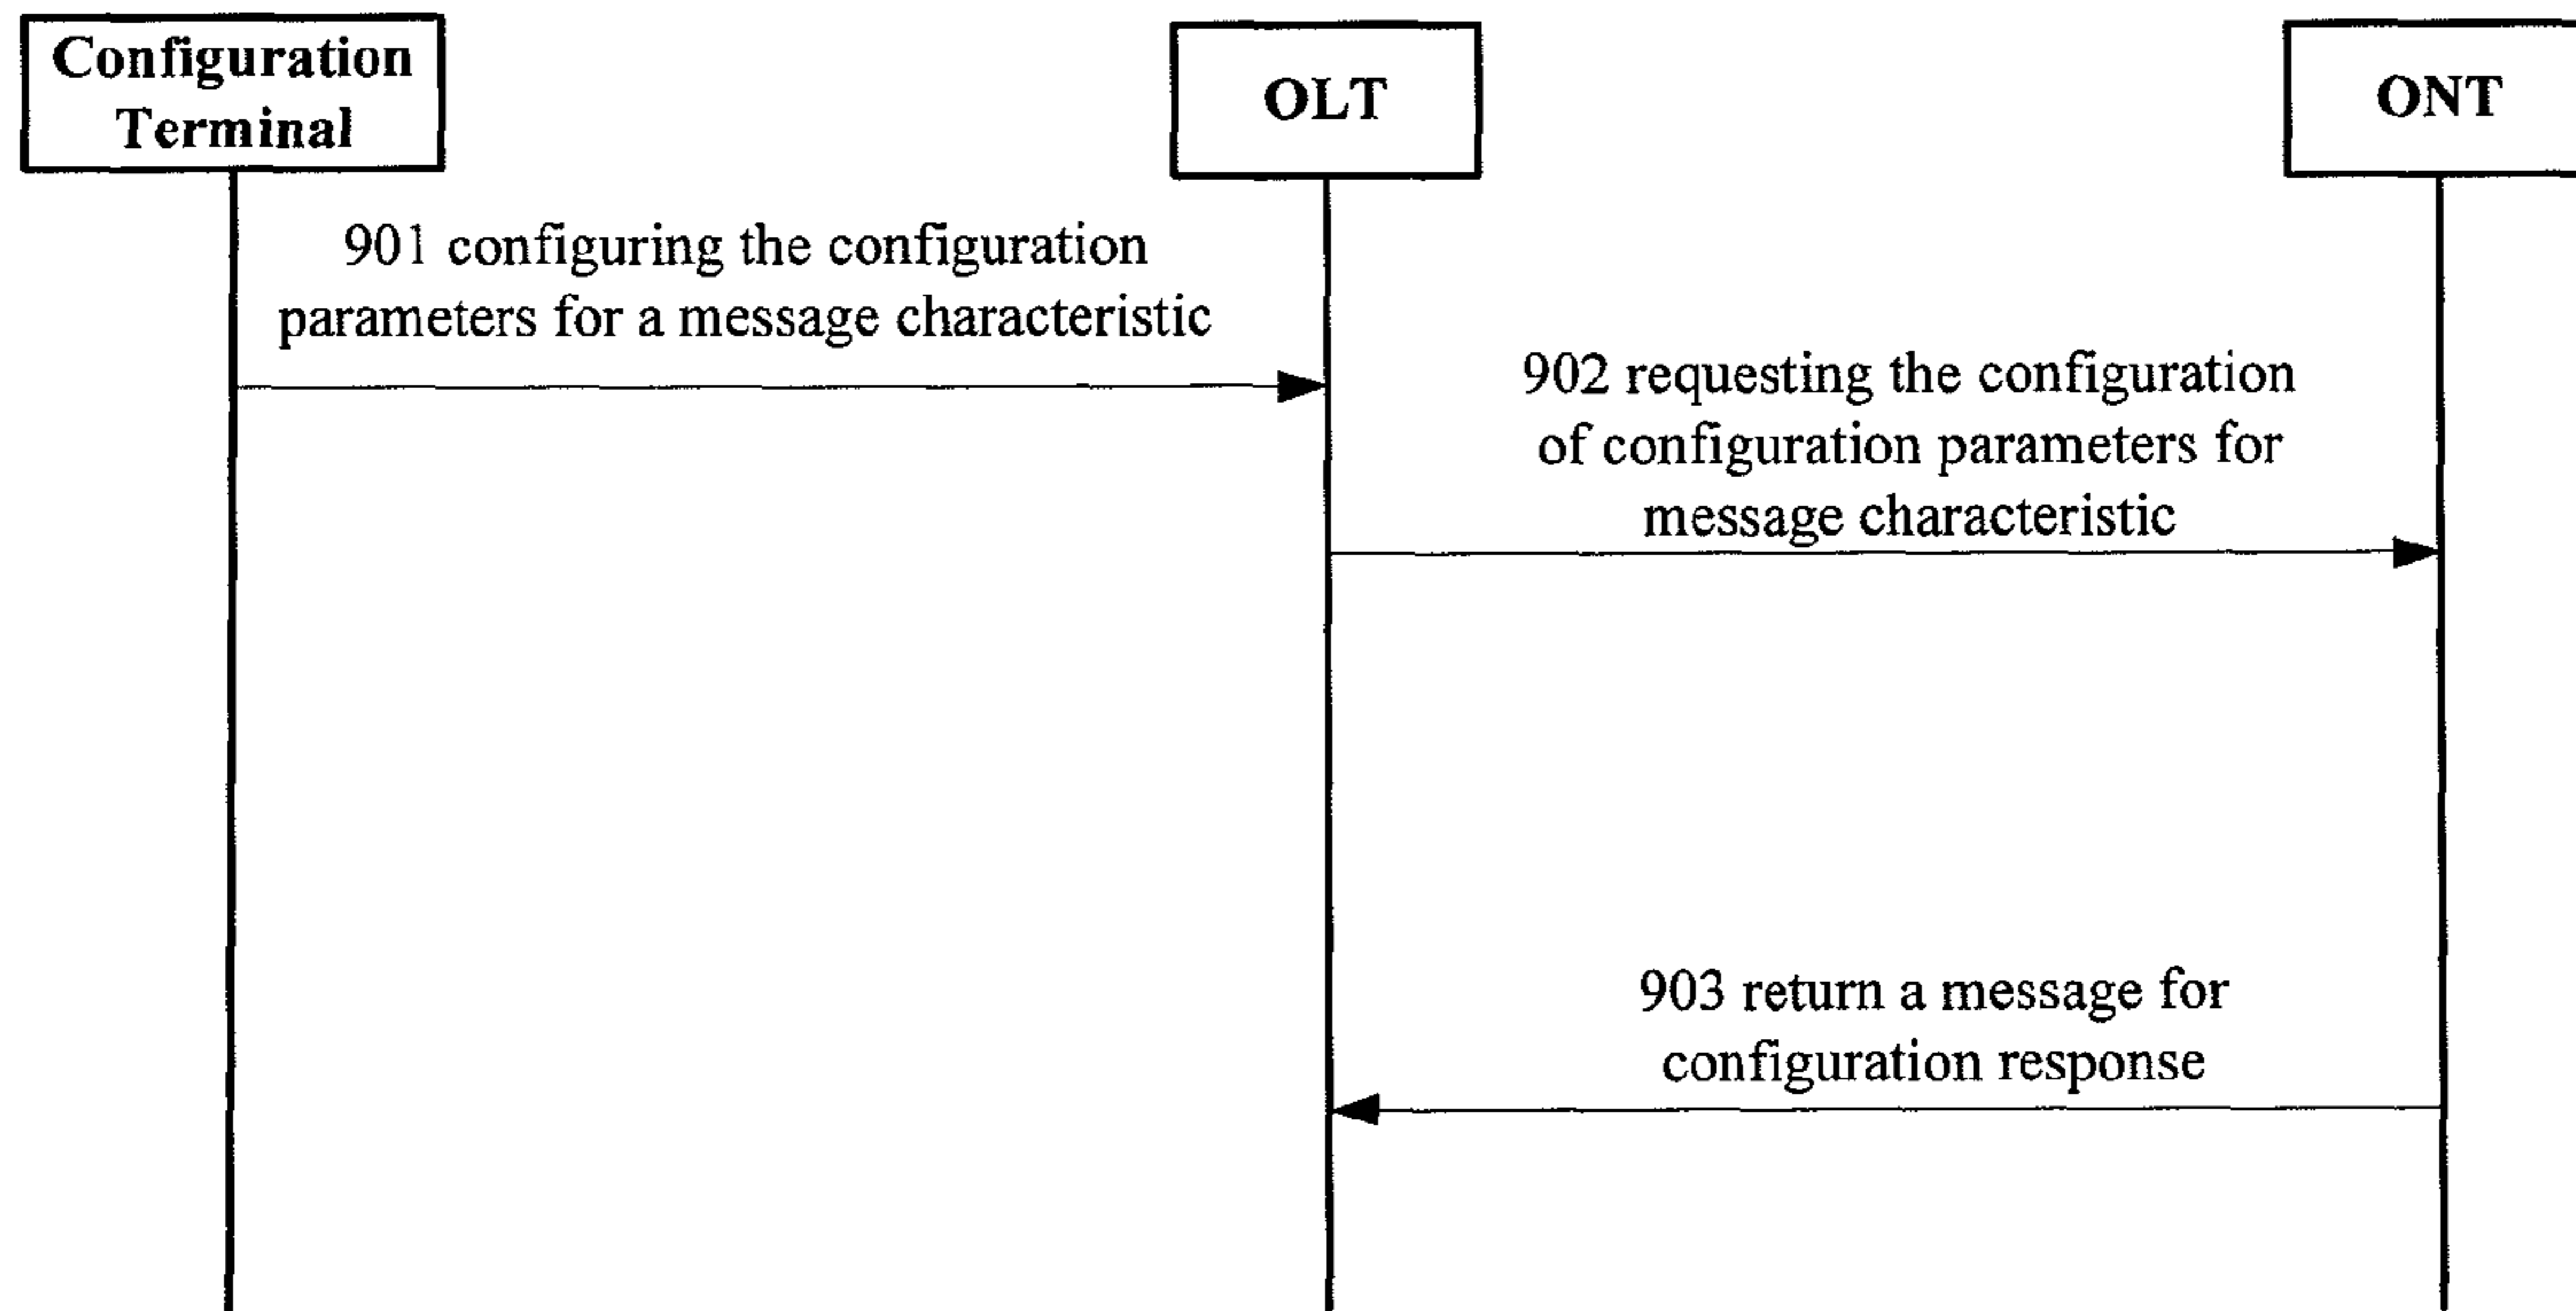 Configuration
Terminal
OLT
ONT
901 configuring the configuration
parameters for a message characteristic
902 requesting the configuration
of configuration parameters for
message characteristic
903 return a message for
configuration response